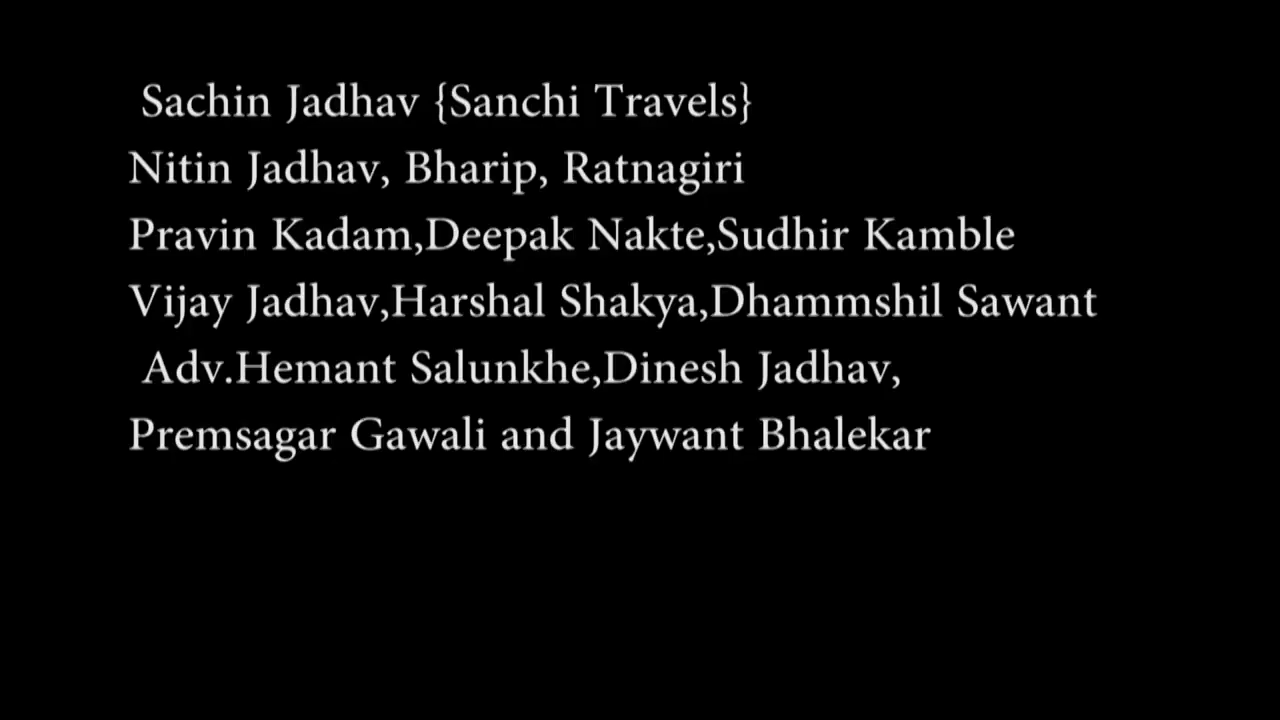 Sachin Jadhav {Sanchi Travels}
Nitin Jadhav, Bharip, Ratnagiri
Pravin Kadam,Deepak Nakte,Sudhir Kamble
Vijay Jadhav,Harshal Shakya,Dhammshil Sawant
Adv.Hemant Salunkhe,Dinesh Jadhav,
Premsagar Gawali and Jaywant Bhalekar